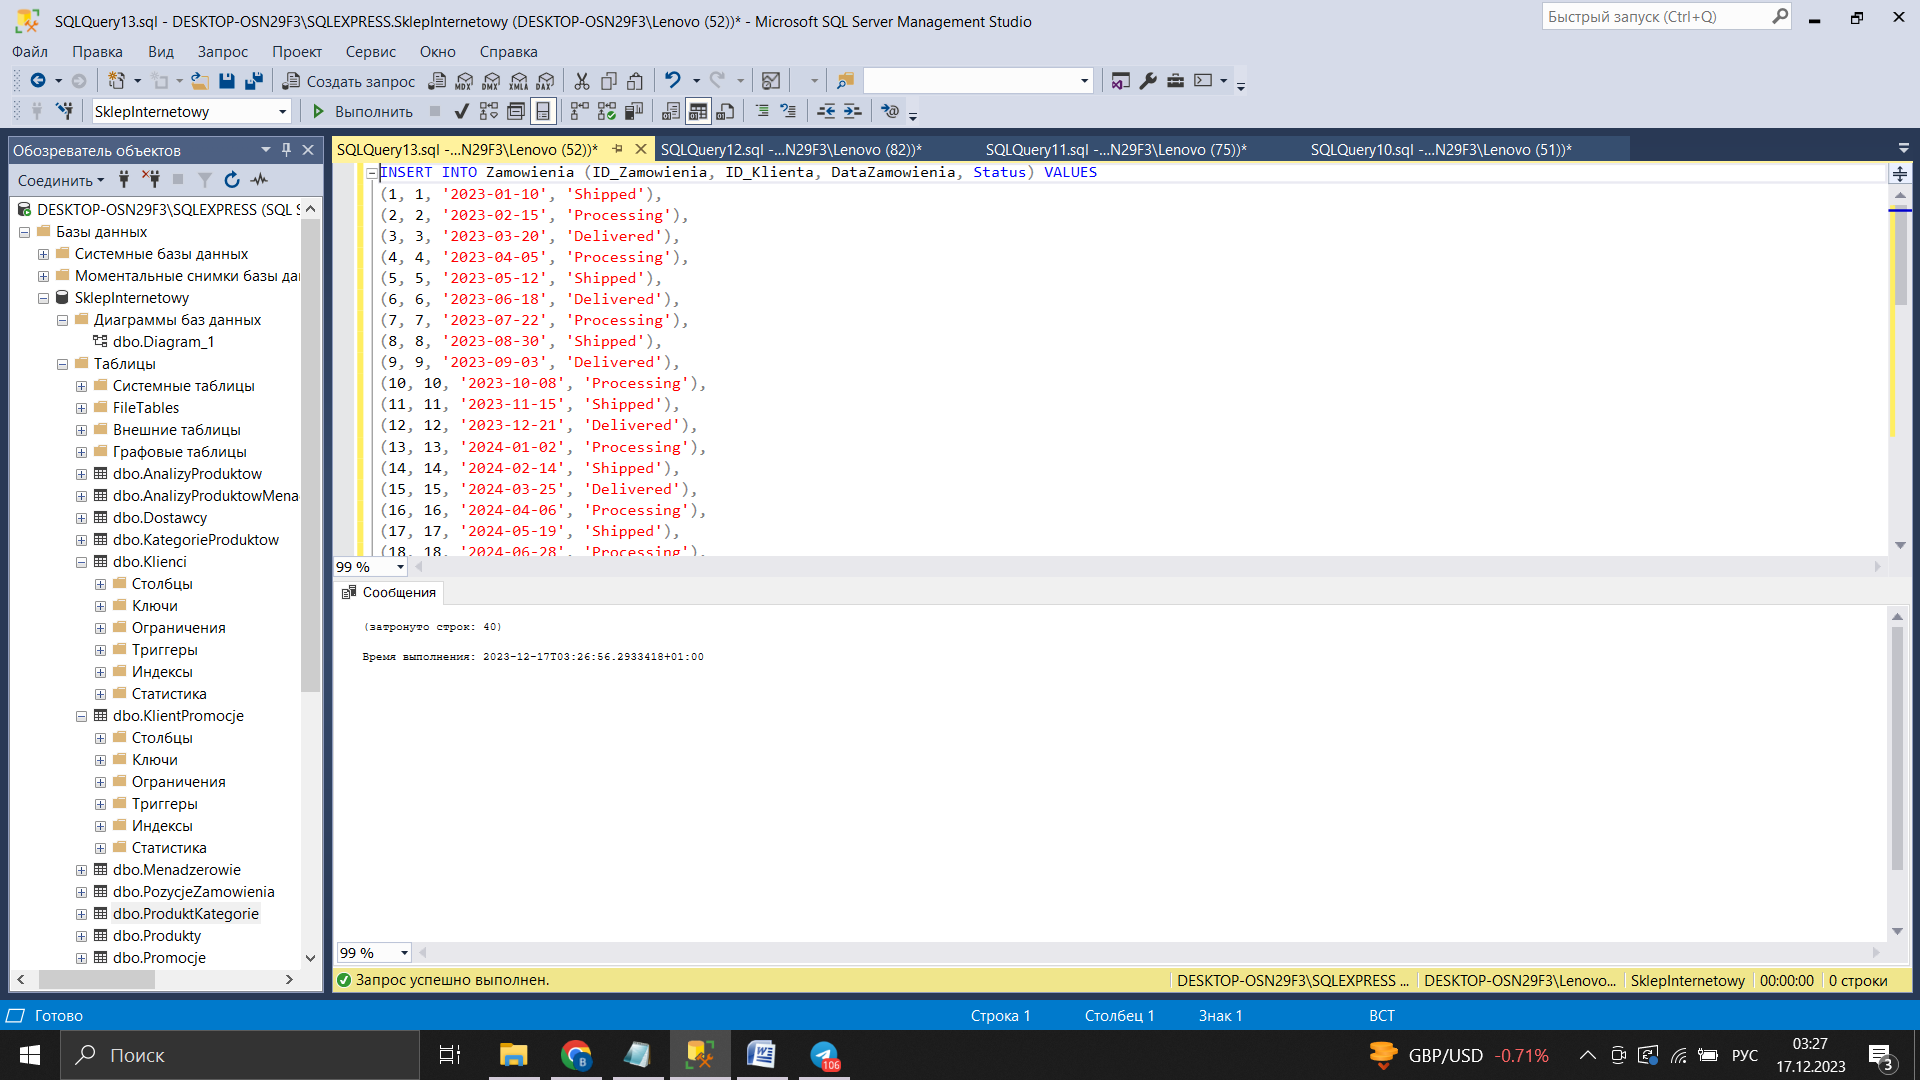 SQLQuery13.sql - DESKTOP-OSN29F3\SQLEXPRESS.SklepInternetowy (DESKTOP-OSN29F3\Lenovo (52))* - Microsoft SQL Server Management Studio
Быстрый запуск (Ctrl+Q)
Файл Правка Вид Запрос Проект Сервис Окно Справка
Создать запрос MDX DMX XMLA DAX
SklepInternetowy Выполнить
Обозреватель объектов
Соединить
DESKTOP-OSN29F3\SQLEXPRESS (SQL S
Базы данных
Системные базы данных
Моментальные снимки базы да
SklepInternetowy
Диаграммы баз данных
dbo.Diagram_1
Таблицы
Системные таблицы
FileTables
Внешние таблицы
Графовые таблицы
dbo.AnalizyProduktow
dbo.AnalizyProduktowMena
dbo.Dostawcy
dbo.KategorieProduktow
dbo.Klienci
Столбцы
Ключи
Ограничения
Триггеры
Индексы
Статистика
dbo.KlientPromocje
Столбцы
Ключи
Ограничения
Триггеры
Индексы
Статистика
dbo.Menadzerowie
dbo.PozycjeZamowienia
dbo.ProduktKategorie
dbo.Produkty
dbo.Promocje
SQLQuery13.sql -...N29F3\Lenovo (52))* SQLQuery12.sql -...N29F3\Lenovo (82))* SQLQuery11.sql -...N29F3\Lenovo (75))* SQLQuery10.sql -...N29F3\Lenovo (51))*
INSERT INTO Zamowienia (ID_Zamowienia, ID_Klienta, DataZamowienia, Status) VALUES
(1, 1, '2023-01-10', 'Shipped'),
(2, 2, '2023-02-15', 'Processing'),
(3, 3, '2023-03-20', 'Delivered'),
(4, 4, '2023-04-05', 'Processing'),
(5, 5, '2023-05-12', 'Shipped'),
(6, 6, '2023-06-18', 'Delivered'),
(7, 7, '2023-07-22', 'Processing'),
(8, 8, '2023-08-30', 'Shipped'),
(9, 9, '2023-09-03', 'Delivered'),
(10, 10, '2023-10-08', 'Processing'),
(11, 11, '2023-11-15', 'Shipped'),
(12, 12, '2023-12-21', 'Delivered'),
(13, 13, '2024-01-02', 'Processing'),
(14, 14, '2024-02-14', 'Shipped'),
(15, 15, '2024-03-25', 'Delivered'),
(16, 16, '2024-04-06', 'Processing'),
(17, 17, '2024-05-19', 'Shipped'),
(18, 18, '2024-06-28', 'Processing'),
99 %
Сообщения
(затронуто строк: 40)
Время выполнения: 2023-12-17T03:26:56.2933418+01:00
99 %
Запрос успешно выполнен. DESKTOP-OSN29F3\SQLEXPRESS ... DESKTOP-OSN29F3\Lenovo... SklepInternetowy 00:00:00 0 строки
Готово Строка 1 Столбец 1 Знак 1 ВСТ
Поиск 106 GBP/USD -0.71% РУС 03:27 17.12.2023 3